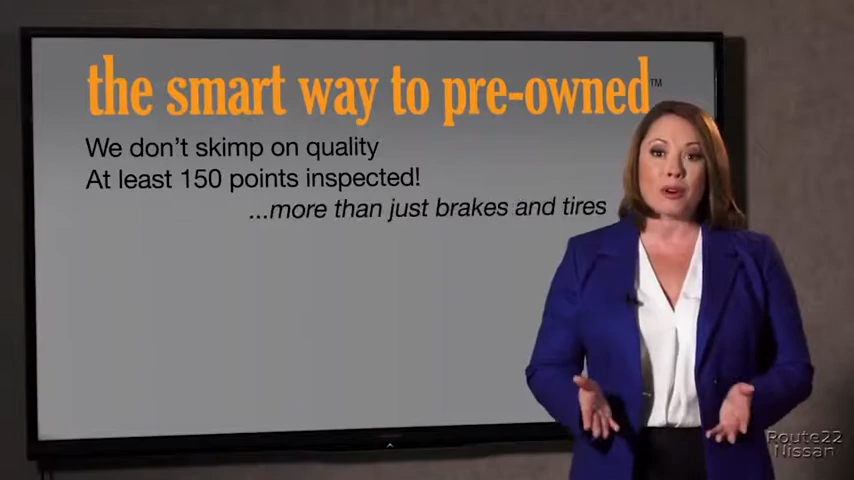 the smart way to pre-owned™
We don't skimp on quality
At least 150 points inspected!
...more than just brakes and tires
Route22
Nissan